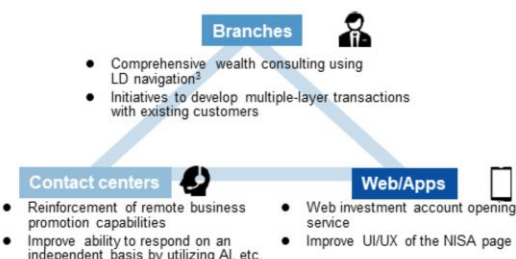 Branches
● Comprehensive wealth consulting using
LD navigation³
● Initiatives to develop multiple-layer transactions
with existing customers
Contact centers
● Reinforcement of remote business
promotion capabilities
● Improve ability to respond on an
independent basis by utilizing AI, etc.
Web/Apps
● Web investment account opening
service
● Improve UI/UX of the NISA page